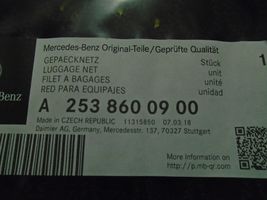 Mercedes-Benz Original-Teile/Geprüfte Qualität
GEPAECKNETZ Stück 1
LUGGAGE NET unit
FILET A BAGAGES unité
RED PARA EQUIPAJES unidad
Benz
A 253 860 09 00
Made in CZECH REPUBLIC 11315850 07.03.18
Daimler AG, Germany, Mercedesstr. 137, 70327 Stuttgart
More information on
http://p.mb-qr.com